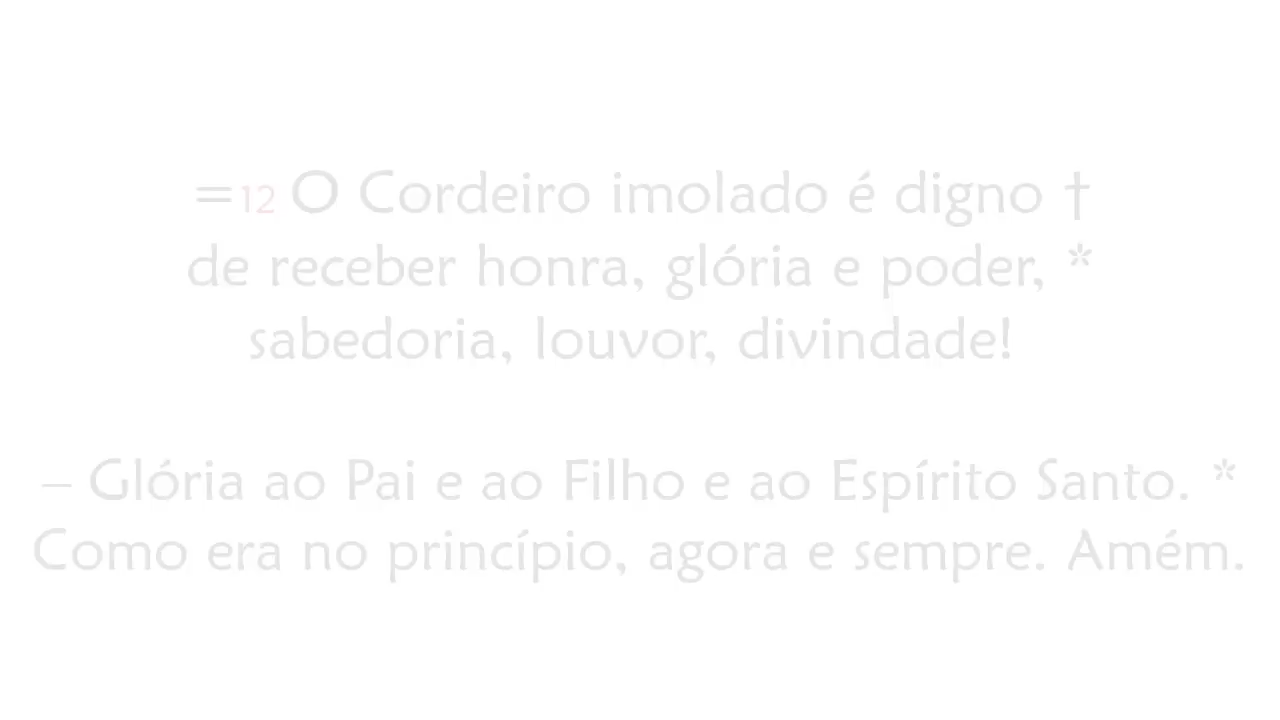 =12 O Cordeiro imolado é digno †
de receber honra, glória e poder, *
sabedoria, louvor, divindade!
– Glória ao Pai e ao Filho e ao Espírito Santo. *
Como era no princípio, agora e sempre. Amém.